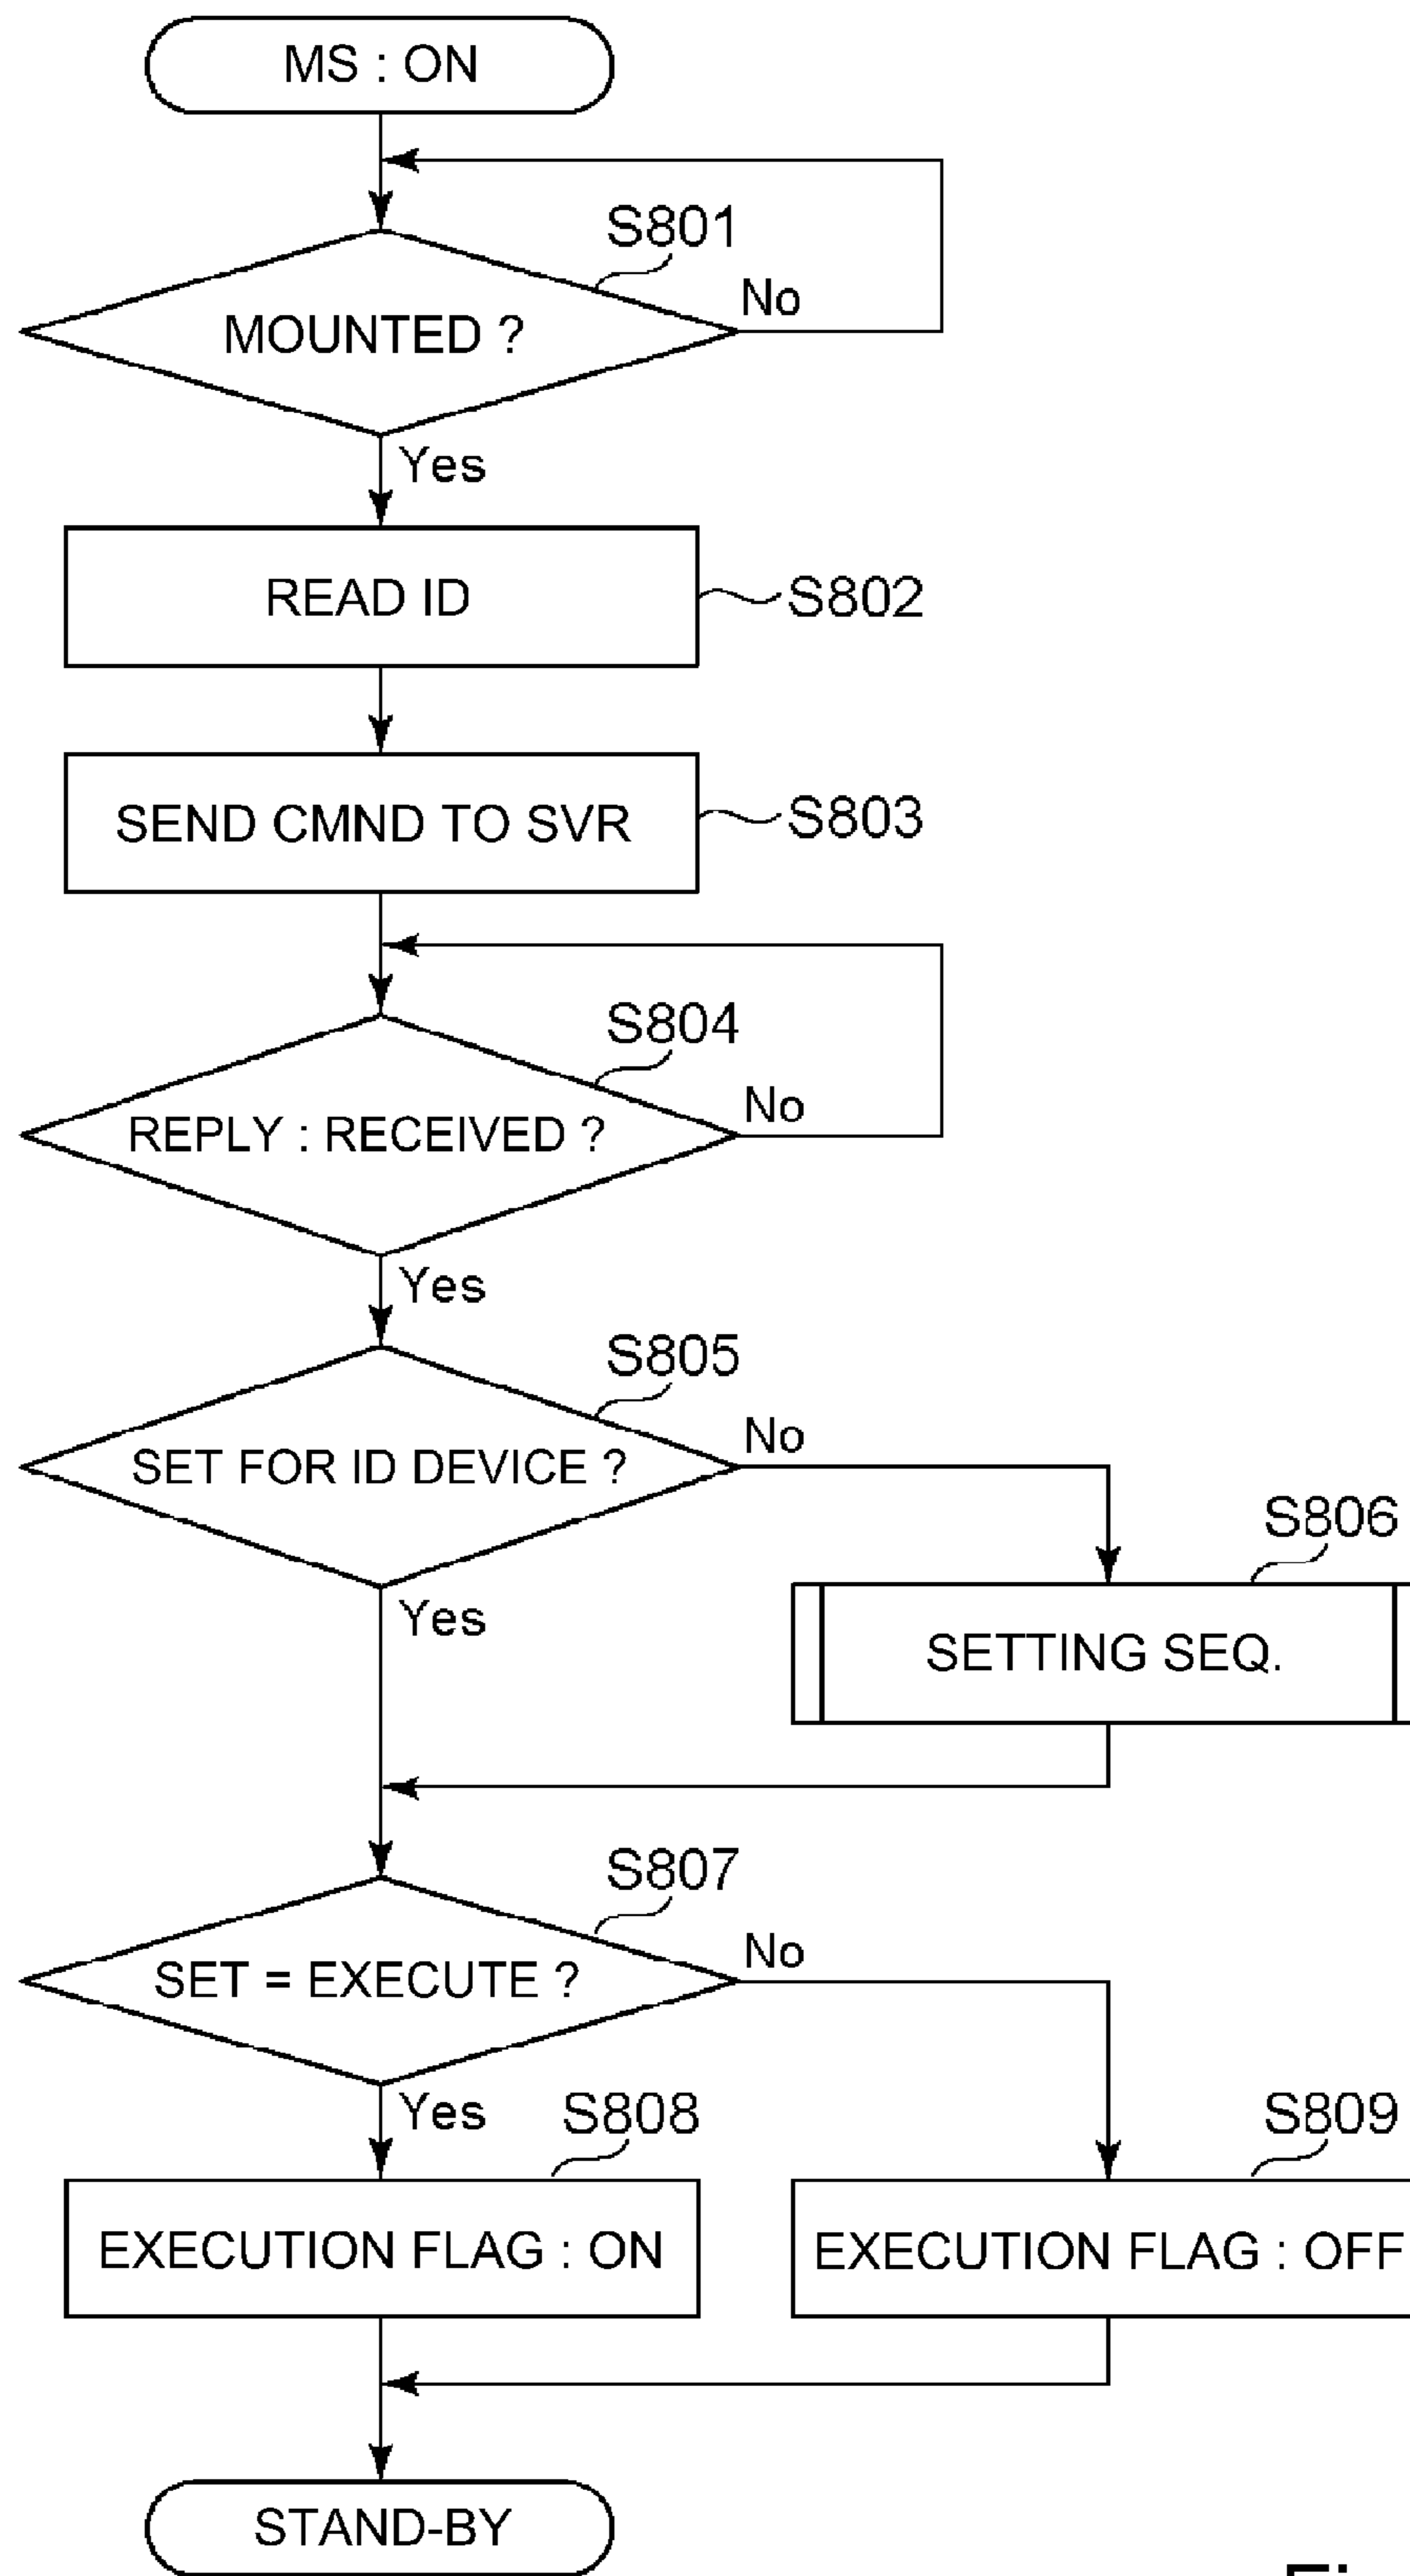 MS : ON
S801
MOUNTED ?
No
Yes
READ ID
S802
SEND CMND TO SVR
S803
S804
REPLY : RECEIVED ?
No
Yes
S805
SET FOR ID DEVICE ?
No
Yes
S806
SETTING SEQ.
S807
SET = EXECUTE ?
No
Yes
S808
S809
EXECUTION FLAG : ON
EXECUTION FLAG : OFF
STAND-BY